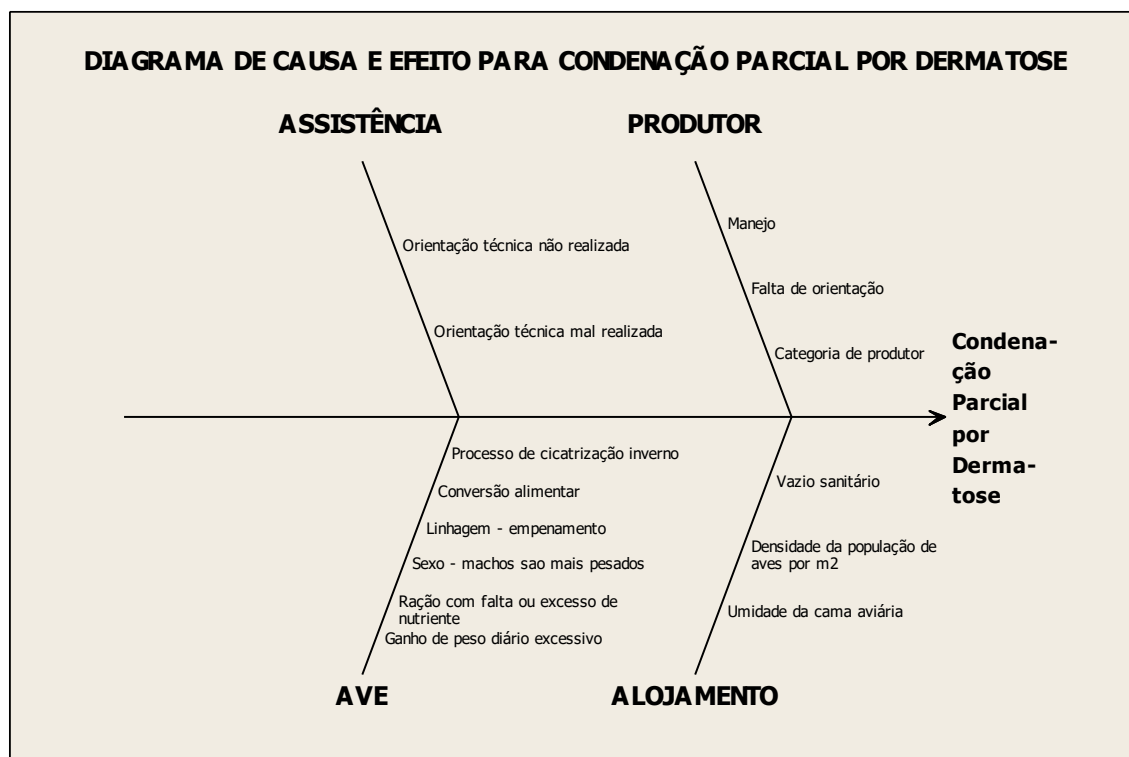 DIAGRAMA DE CAUSA E EFEITO PARA CONDENAÇÃO PARCIAL POR DERMATOSE
ASSISTÊNCIA
PRODUTOR
Manejo
Orientação técnica não realizada
Falta de orientação
Orientação técnica mal realizada
Categoria de produtor
Condena-
ção
Parcial
por
Derma-
tose
Processo de cicatrização inverno
Conversão alimentar
Linhagem - empenamento
Sexo - machos sao mais pesados
Ração com falta ou excesso de
nutriente
Ganho de peso diário excessivo
Vazio sanitário
Densidade da população de
aves por m2
Umidade da cama aviária
AVE
ALOJAMENTO